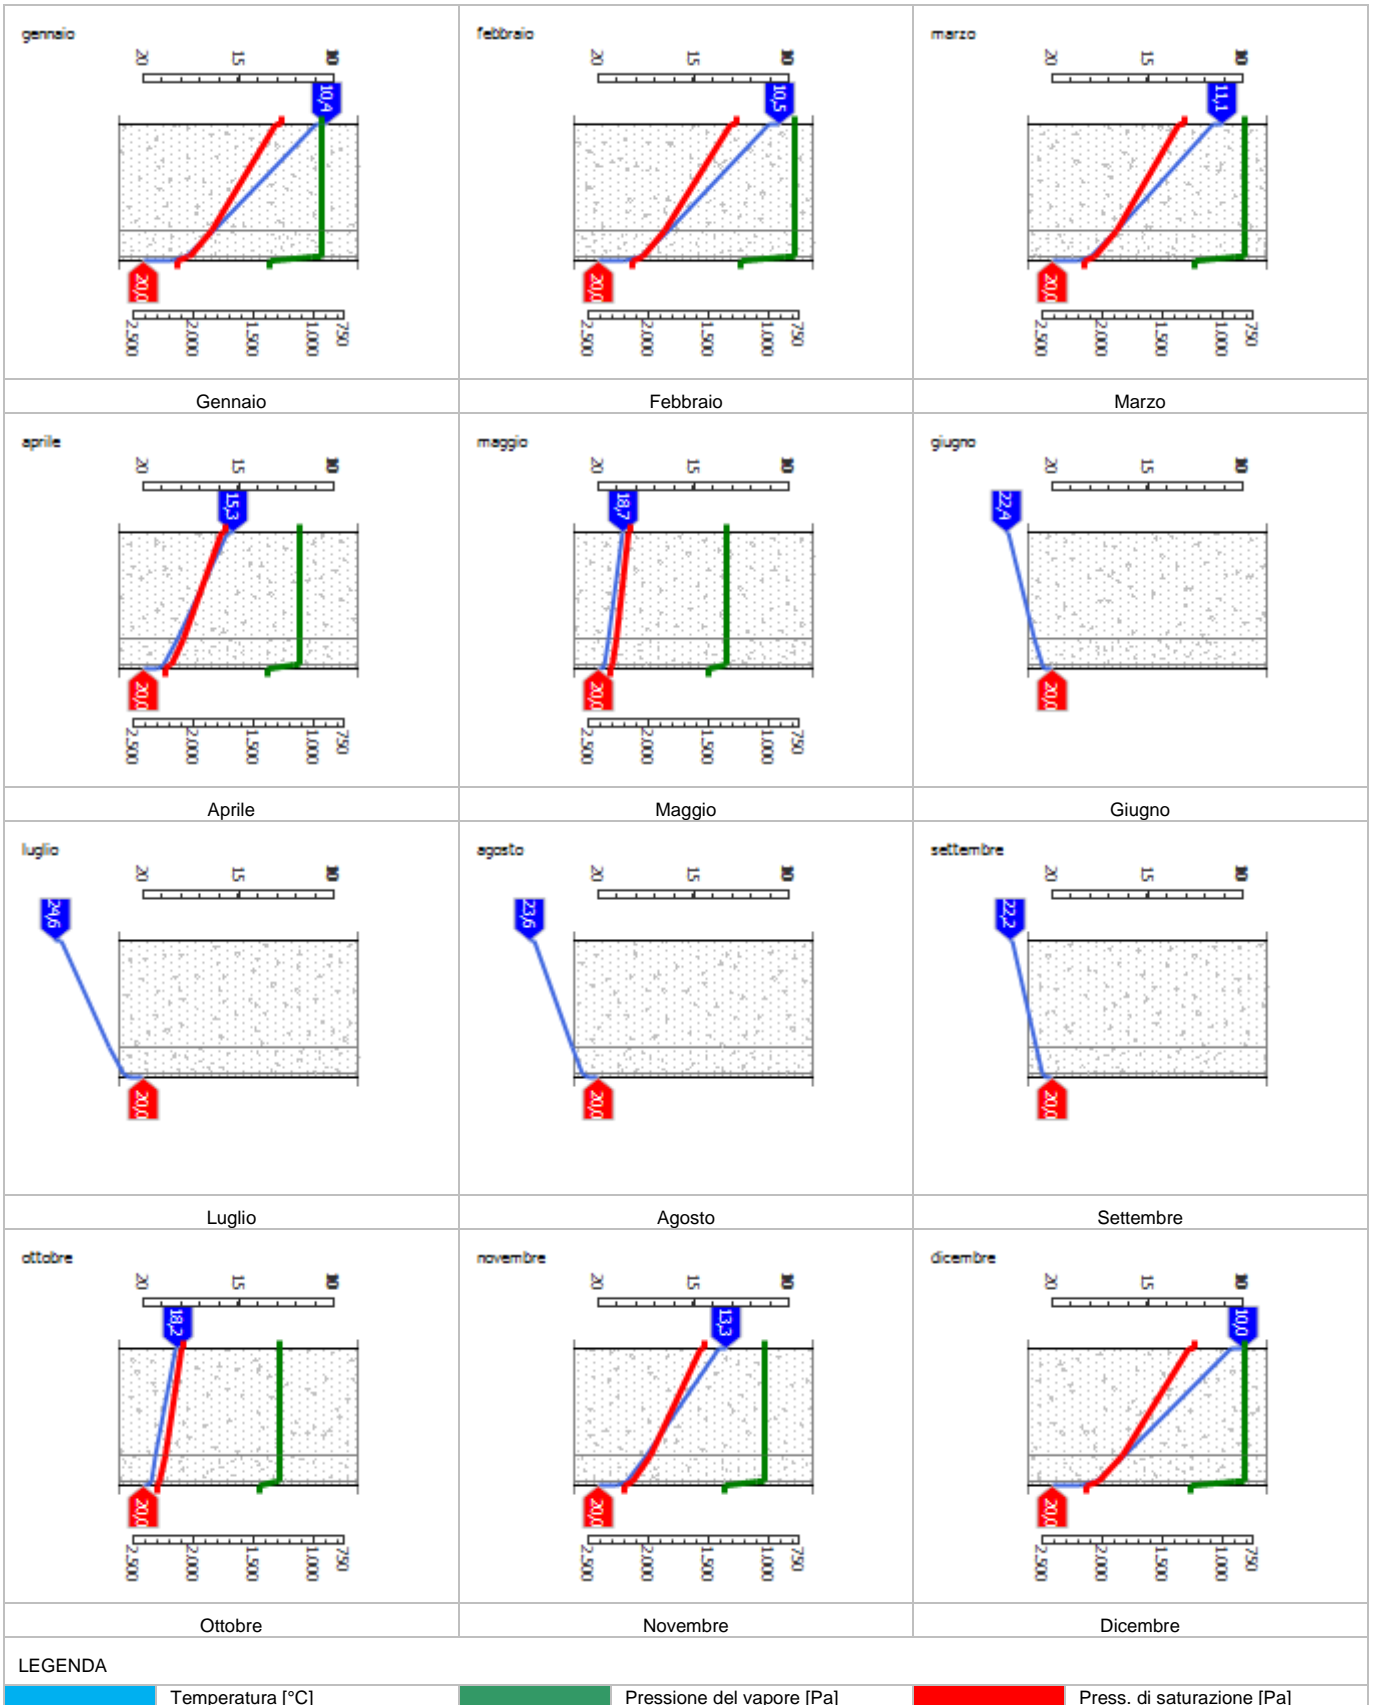 gennaio febbraio marzo
20 15 10 20 15 10 20 15 10
10,4 10,5 11,1
20,0 20,0 20,0
2.500 2.000 1.500 1.000 750 2.500 2.000 1.500 1.000 750 2.500 2.000 1.500 1.000 750
Gennaio Febbraio Marzo
aprile maggio giugno
20 15 10 20 15 10 20 15 10
15,3 18,7 22,4
20,0 20,0 20,0
2.500 2.000 1.500 1.000 750 2.500 2.000 1.500 1.000 750
Aprile Maggio Giugno
luglio agosto settembre
20 15 10 20 15 10 20 15 10
24,6 23,6 22,2
20,0 20,0 20,0
Luglio Agosto Settembre
ottobre novembre dicembre
20 15 10 20 15 10 20 15 10
18,2 13,3 10,0
20,0 20,0 20,0
2.500 2.000 1.500 1.000 750 2.500 2.000 1.500 1.000 750 2.500 2.000 1.500 1.000 750
Ottobre Novembre Dicembre
LEGENDA
Temperatura [°C] Pressione del vapore [Pa] Press. di saturazione [Pa]